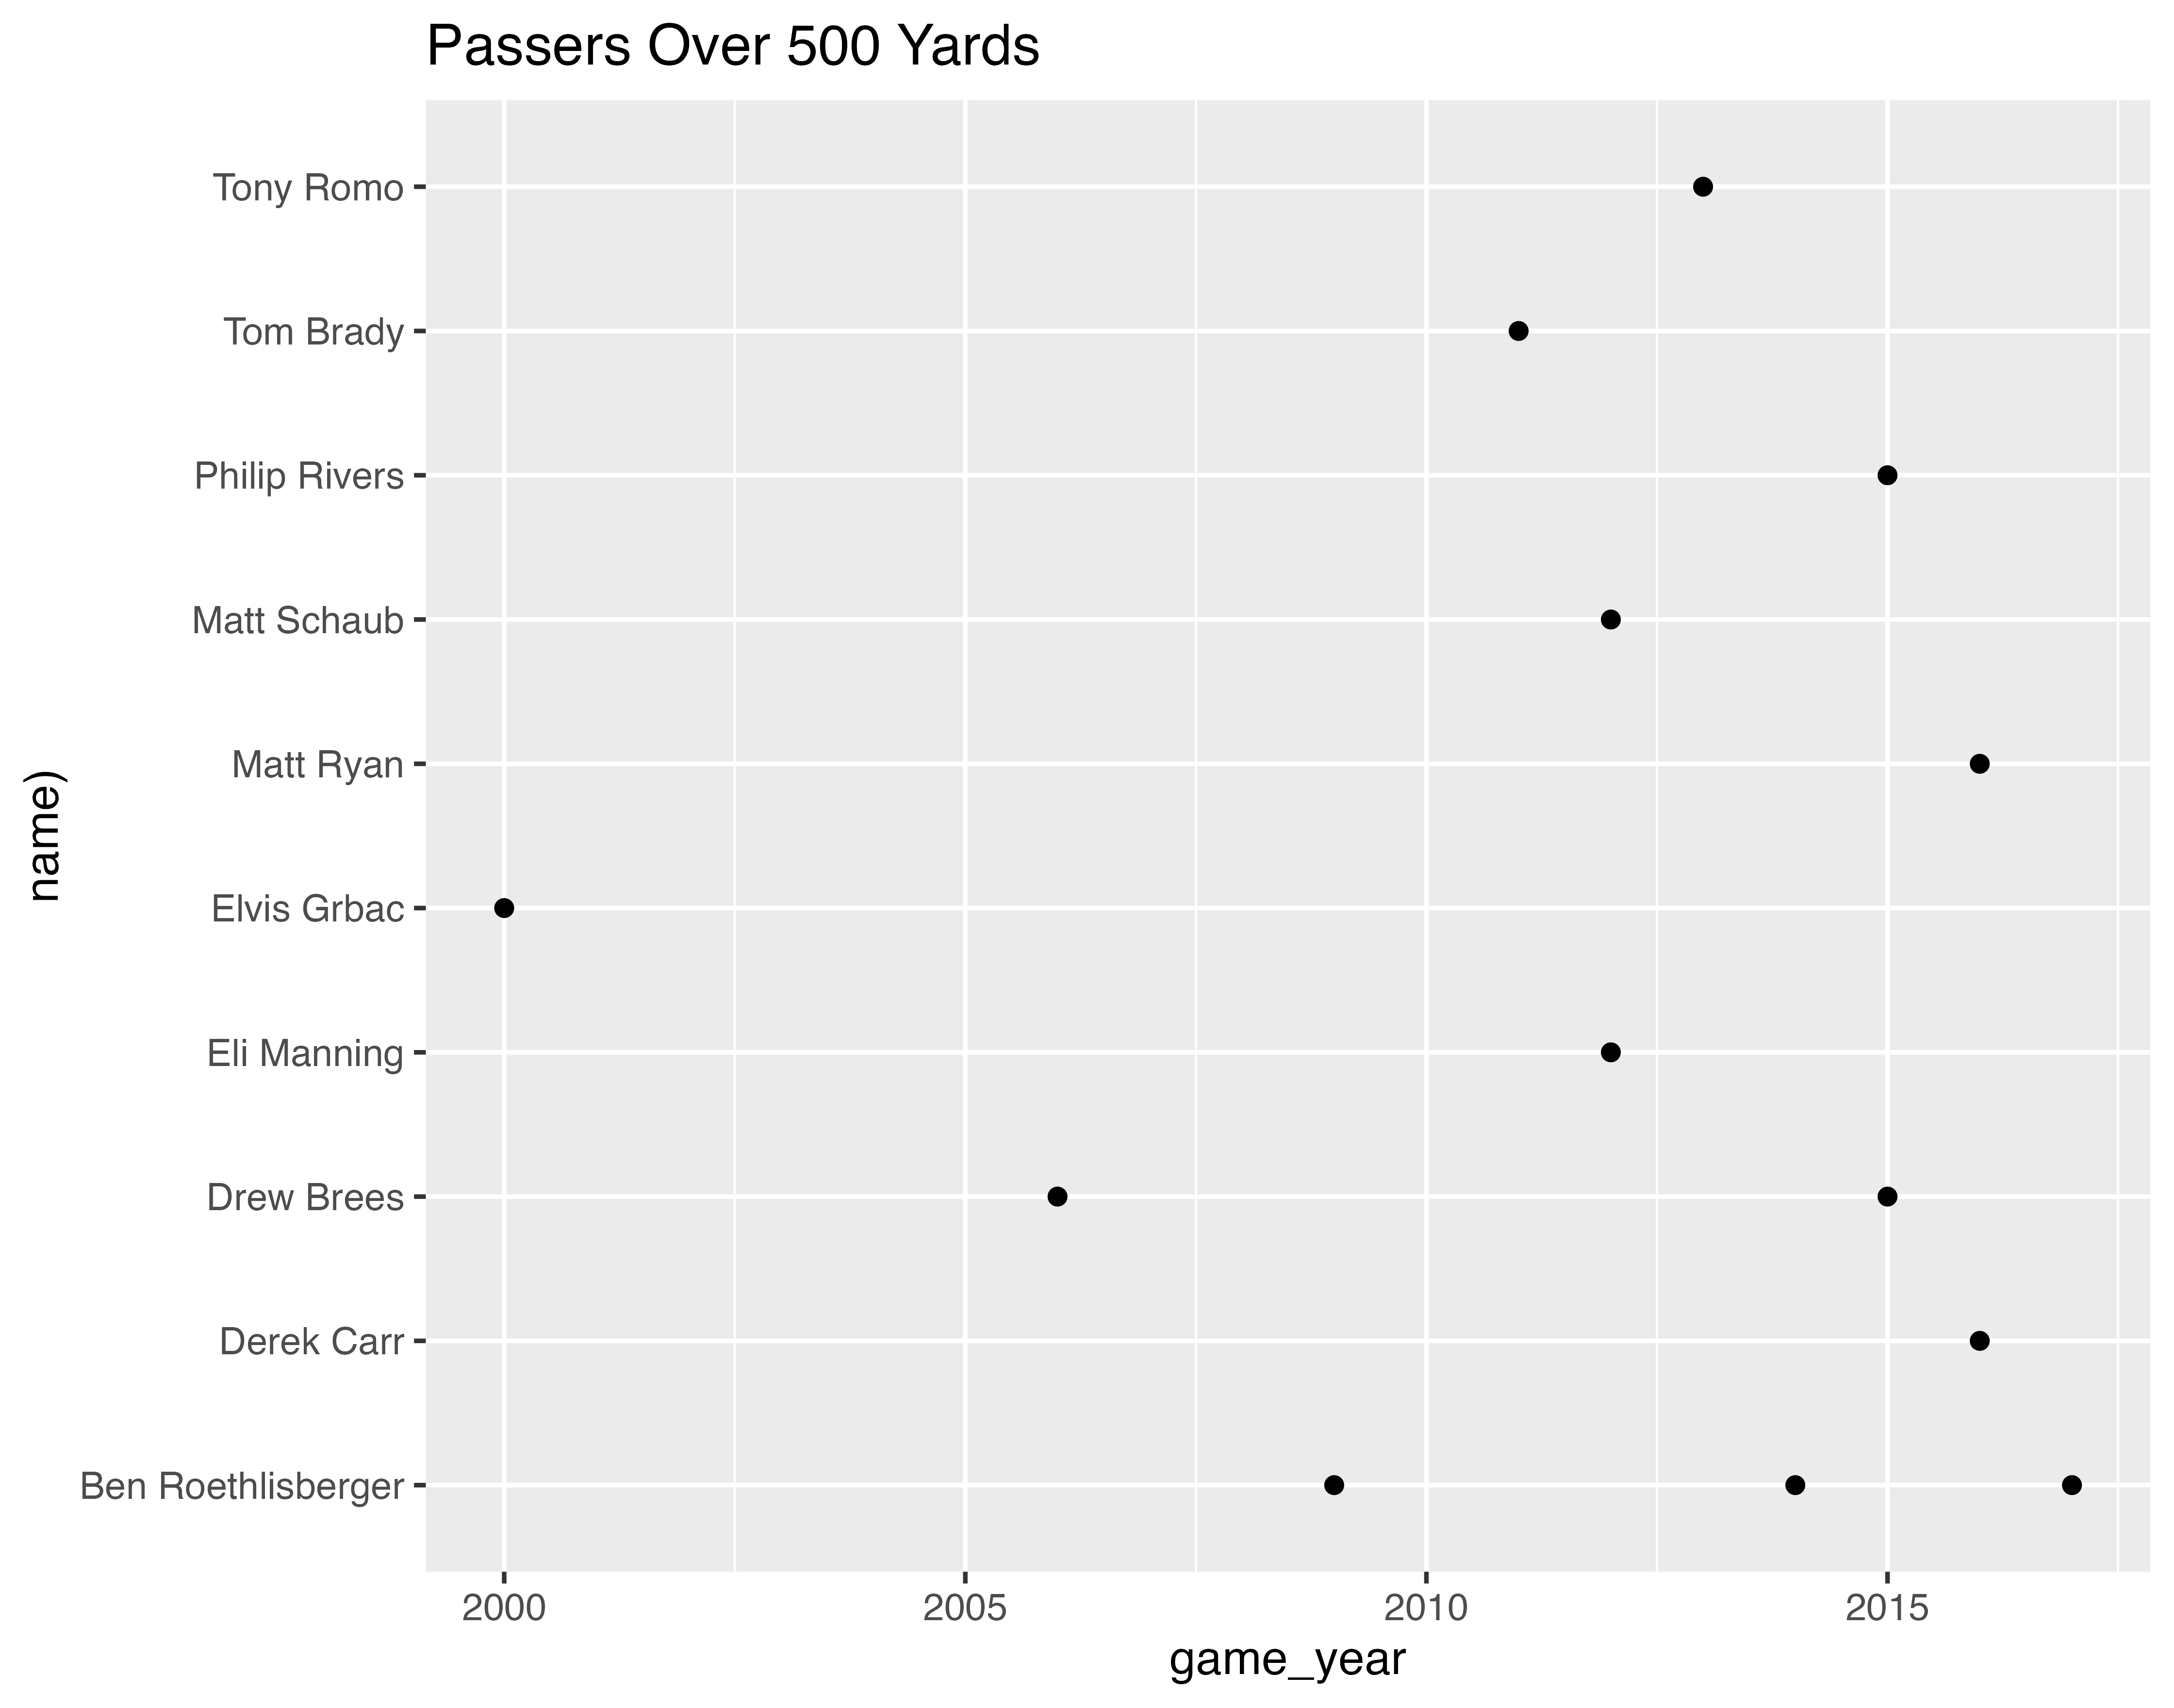 Passers Over 500 Yards
Tony Romo
Tom Brady
Philip Rivers
Matt Schaub
Matt Ryan
name)
Elvis Grbac
Eli Manning
Drew Brees
Derek Carr
Ben Roethlisberger
2000 2005 2010 2015
game_year